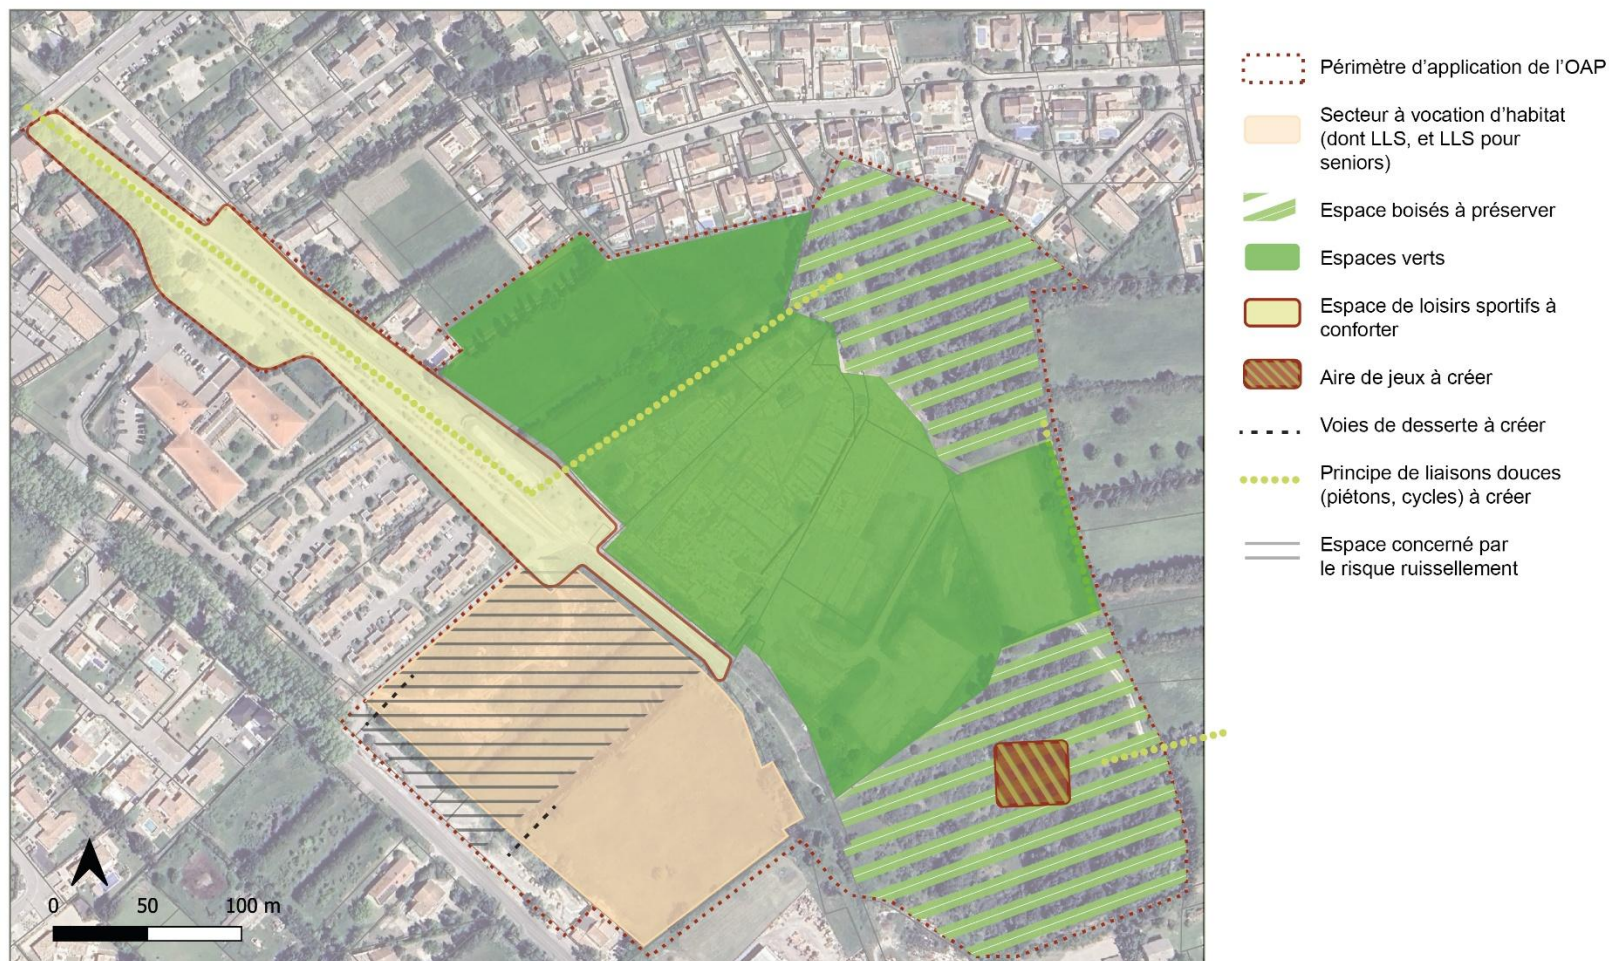 Périmètre d'application de l'OAP
Secteur à vocation d'habitat
(dont LLS, et LLS pour
seniors)
Espace boisés à préserver
Espaces verts
Espace de loisirs sportifs à
conforter
Aire de jeux à créer
Voies de desserte à créer
Principe de liaisons douces
(piétons, cycles) à créer
Espace concerné par
le risque ruissellement
0 50 100 m